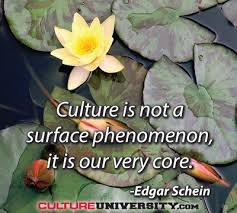 Culture is not a
surface phenomenon,
it is our very core.
-Edgar Schein
CULTUREUNIVERSITY.COM